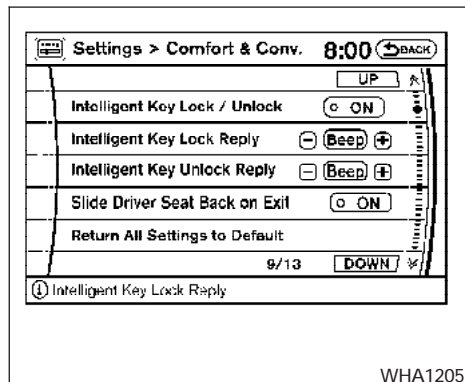 Settings > Comfort & Conv. 8:00 BACK
UP
Intelligent Key Lock / Unlock ON
Intelligent Key Lock Reply - Beep +
Intelligent Key Unlock Reply - Beep +
Slide Driver Seat Back on Exit ON
Return All Settings to Default
9/13 DOWN
i Intelligent Key Lock Reply
WHA1205